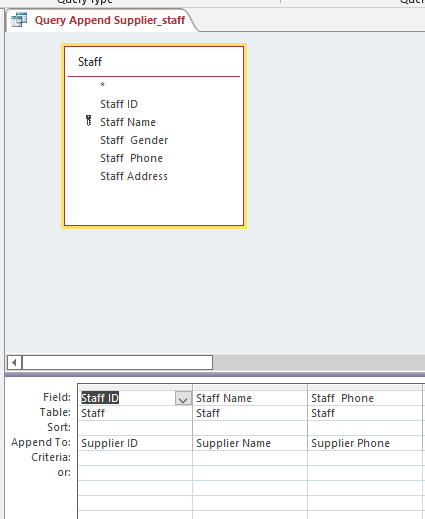 Query Type
Query Append Supplier_staff
Staff
*
Staff ID
Staff Name
Staff  Gender
Staff  Phone
Staff Address
Field: Staff ID Staff Name Staff  Phone
Table: Staff Staff Staff
Sort:
Append To: Supplier ID Supplier Name Supplier Phone
Criteria:
or: